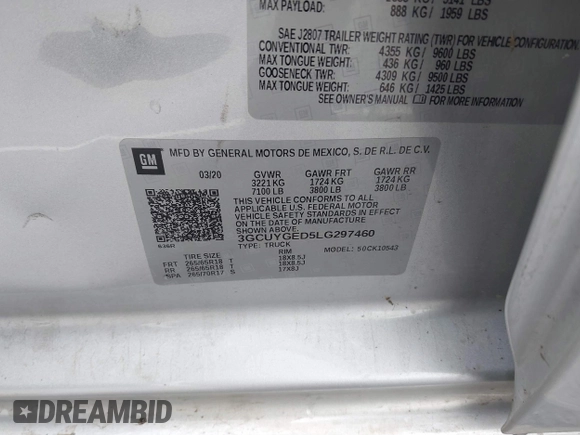 MAX PAYLOAD: 888 KG/ 1959 LBS
SAE J2807 TRAILER WEIGHT RATING (TWR) FOR VEHICLE CONFIGURATION
CONVENTIONAL TWR: 4355 KG/ 9600 LBS
MAX TONGUE WEIGHT: 436 KG/ 960 LBS
GOOSENECK TWR: 4309 KG/ 9500 LBS
MAX TONGUE WEIGHT: 646 KG/ 1425 LBS
SEE OWNER'S MANUAL FOR MORE INFORMATION
GM MFD BY GENERAL MOTORS DE MEXICO, S. DE R.L. DE C.V.
03/20 GVWR GAWR FRT GAWR RR
3221 KG 1724 KG 1724 KG
7100 LB 3800 LB 3800 LB
THIS VEHICLE CONFORMS TO ALL APPLICABLE
THEFT PREVENTION STANDARDS IN EFFECT ON
THE DATE OF MANUFACTURE SHOWN ABOVE.
3GCUYGED5LG297460
TYPE: TRUCK MODEL: 50CK10543
TIRE SIZE RIM
FRT 265/65R18 T 18X8.5J
RR 265/65R18 T 18X8.5J
*SPA 265/70R17 S 17X8J
DREAMBID